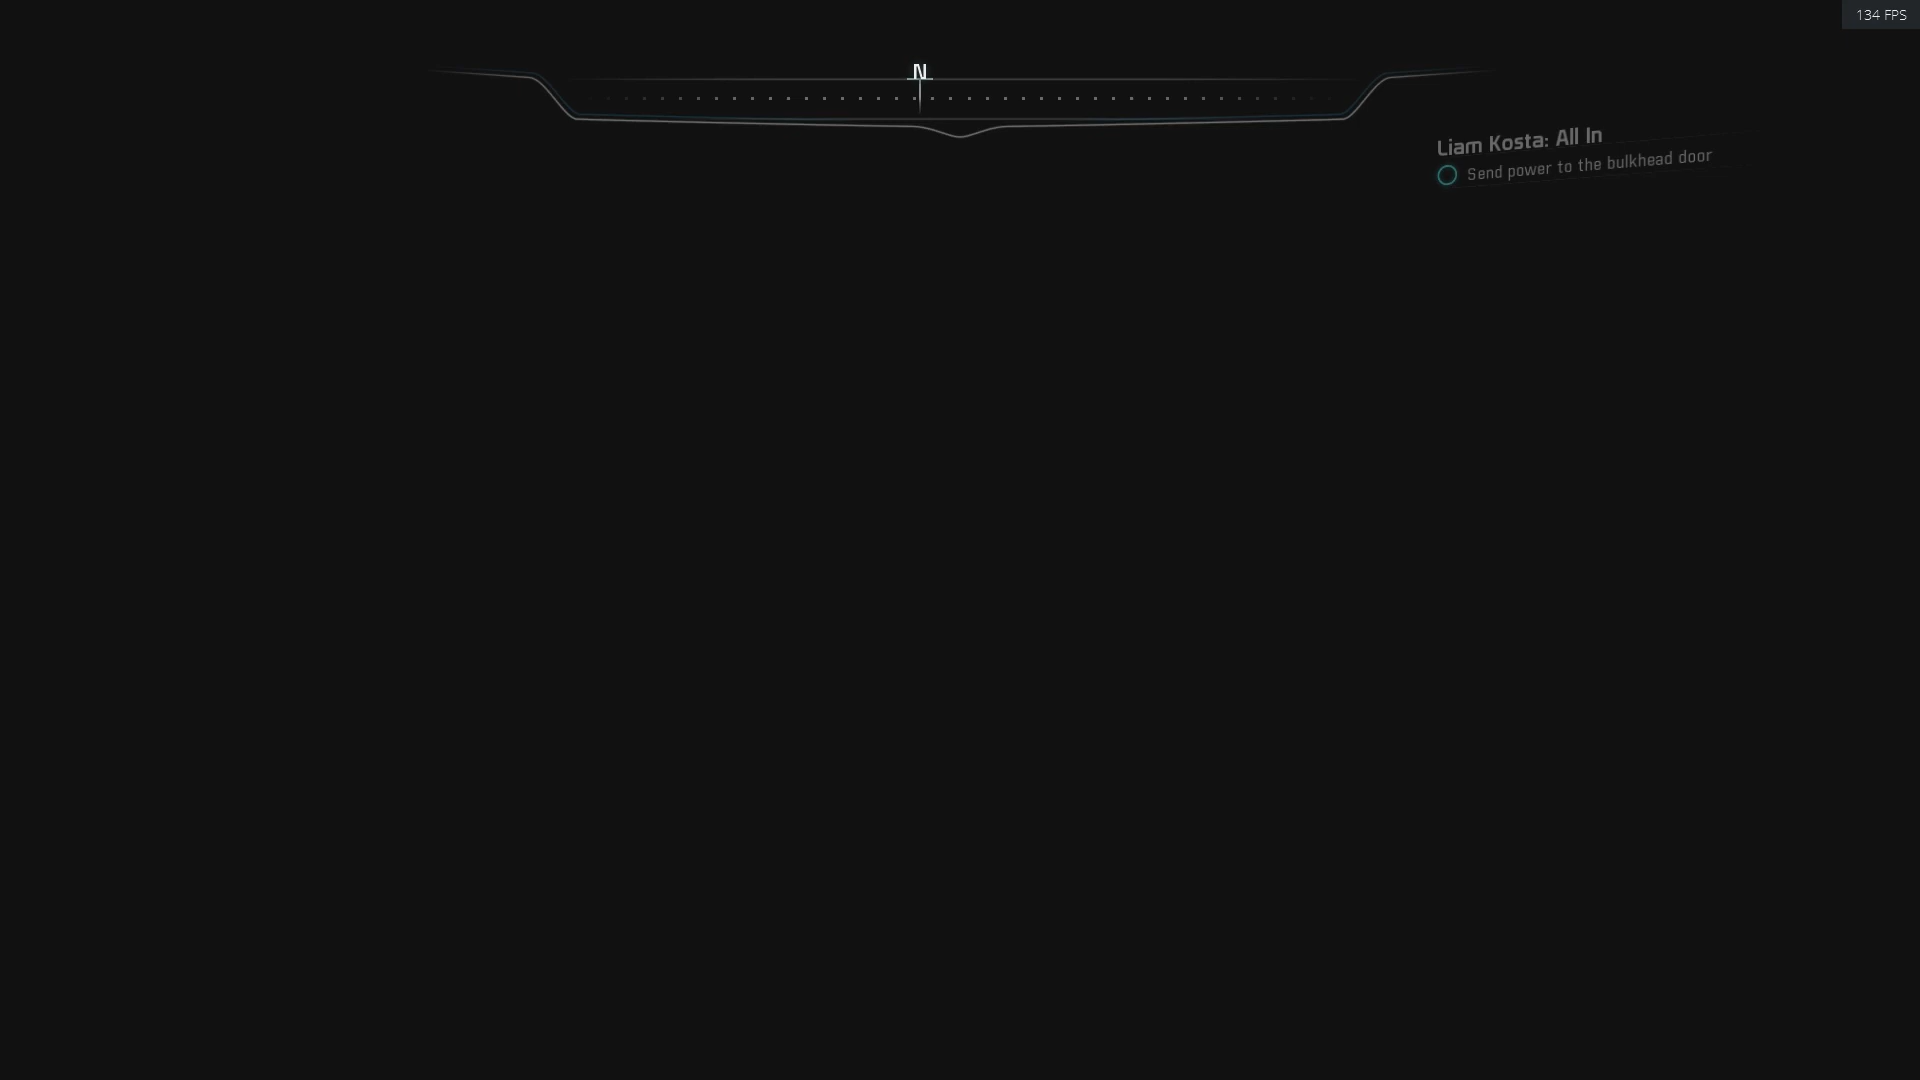 134 FPS
N
Liam Kosta: All In
Send power to the bulkhead door